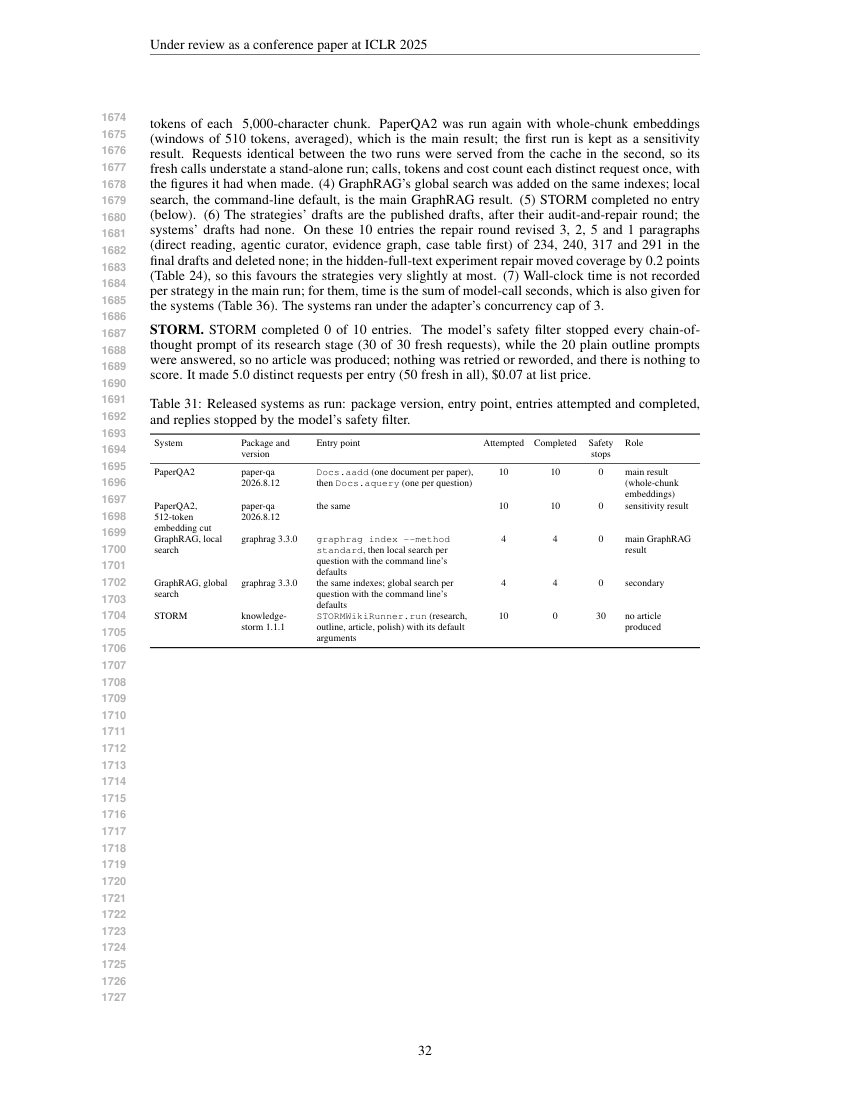 Under review as a conference paper at ICLR 2025
1674
1675
1676
1677
1678
1679
1680
1681
1682
1683
1684
1685
1686
1687
1688
1689
1690
1691
1692
1693
1694
1695
1696
1697
1698
1699
1700
1701
1702
1703
1704
1705
1706
1707
1708
1709
1710
1711
1712
1713
1714
1715
1716
1717
1718
1719
1720
1721
1722
1723
1724
1725
1726
1727
tokens of each 5,000-character chunk. PaperQA2 was run again with whole-chunk embeddings
(windows of 510 tokens, averaged), which is the main result; the first run is kept as a sensitivity
result. Requests identical between the two runs were served from the cache in the second, so its
fresh calls understate a stand-alone run; calls, tokens and cost count each distinct request once, with
the figures it had when made. (4) GraphRAG's global search was added on the same indexes; local
search, the command-line default, is the main GraphRAG result. (5) STORM completed no entry
(below). (6) The strategies' drafts are the published drafts, after their audit-and-repair round; the
systems' drafts had none. On these 10 entries the repair round revised 3, 2, 5 and 1 paragraphs
(direct reading, agentic curator, evidence graph, case table first) of 234, 240, 317 and 291 in the
final drafts and deleted none; in the hidden-full-text experiment repair moved coverage by 0.2 points
(Table 24), so this favours the strategies very slightly at most. (7) Wall-clock time is not recorded
per strategy in the main run; for them, time is the sum of model-call seconds, which is also given for
the systems (Table 36). The systems ran under the adapter's concurrency cap of 3.
STORM. STORM completed 0 of 10 entries. The model's safety filter stopped every chain-of-
thought prompt of its research stage (30 of 30 fresh requests), while the 20 plain outline prompts
were answered, so no article was produced; nothing was retried or reworded, and there is nothing to
score. It made 5.0 distinct requests per entry (50 fresh in all), $0.07 at list price.
Table 31: Released systems as run: package version, entry point, entries attempted and completed,
and replies stopped by the model's safety filter.
System Package and version Entry point Attempted Completed Safety stops Role
PaperQA2 paper-qa 2026.8.12 Docs.aadd (one document per paper), then Docs.aquery (one per question) 10 10 0 main result (whole-chunk embeddings)
PaperQA2, 512-token embedding cut paper-qa 2026.8.12 the same 10 10 0 sensitivity result
GraphRAG, local search graphrag 3.3.0 graphrag index --method standard, then local search per question with the command line's defaults 4 4 0 main GraphRAG result
GraphRAG, global search graphrag 3.3.0 the same indexes; global search per question with the command line's defaults 4 4 0 secondary
STORM knowledge-storm 1.1.1 STORMWikiRunner.run (research, outline, article, polish) with its default arguments 10 0 30 no article produced
32